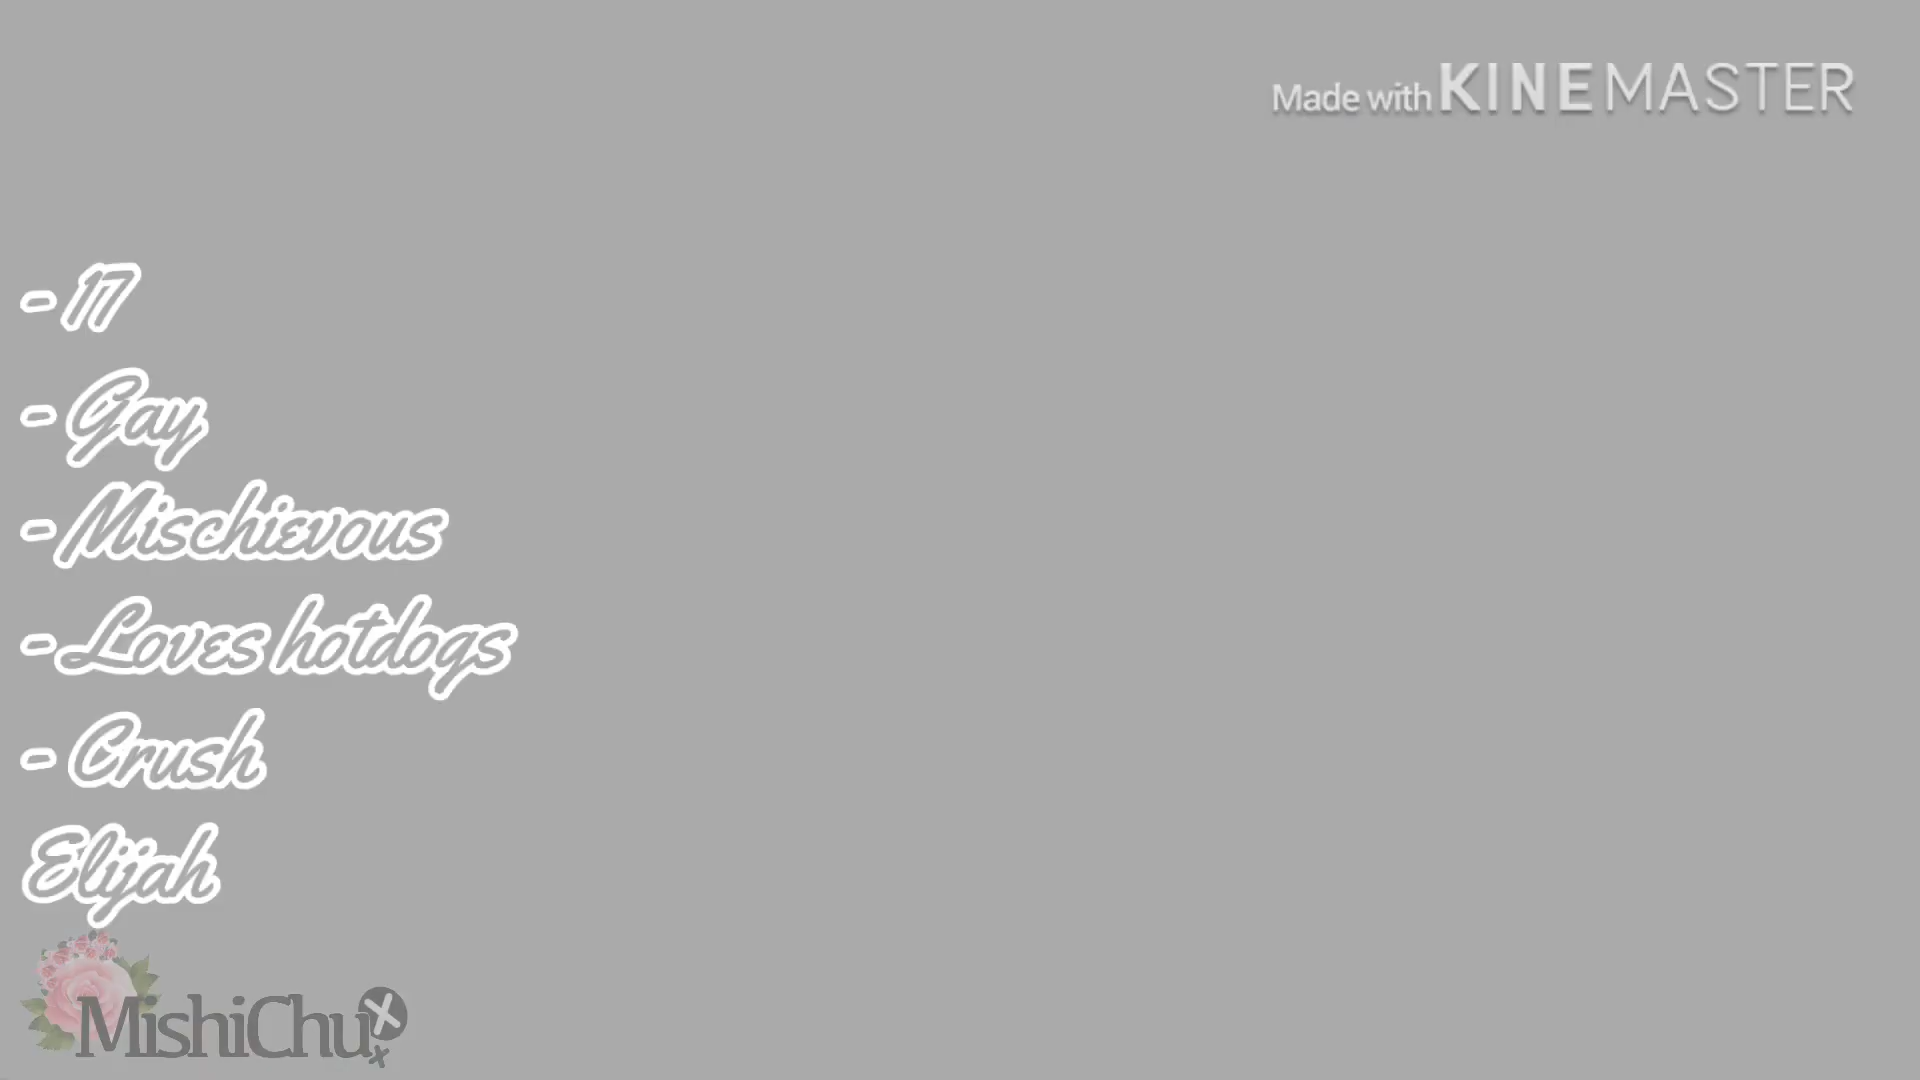 Made with KINEMASTER
- 17
- Gay
- Mischievous
- Loves hotdogs
- Crush
Elijah
MishiChu x
x